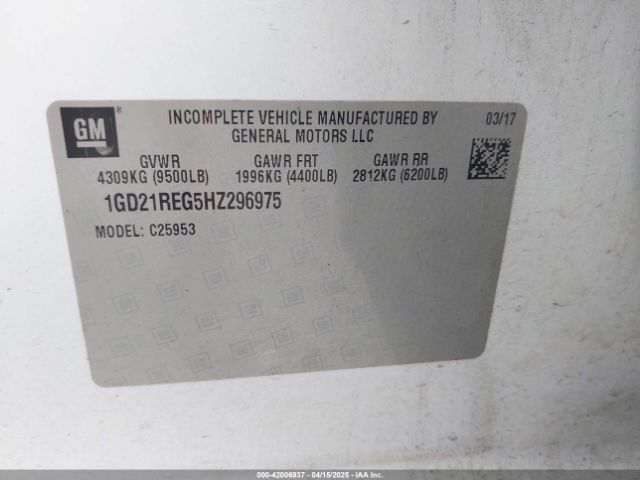 GM®
INCOMPLETE VEHICLE MANUFACTURED BY
GENERAL MOTORS LLC
03/17
GVWR GAWR FRT GAWR RR
4309KG (9500LB) 1996KG (4400LB) 2812KG (6200LB)
1GD21REG5HZ296975
MODEL: C25953
000-42006937 - 04/15/2025 - IAA Inc.